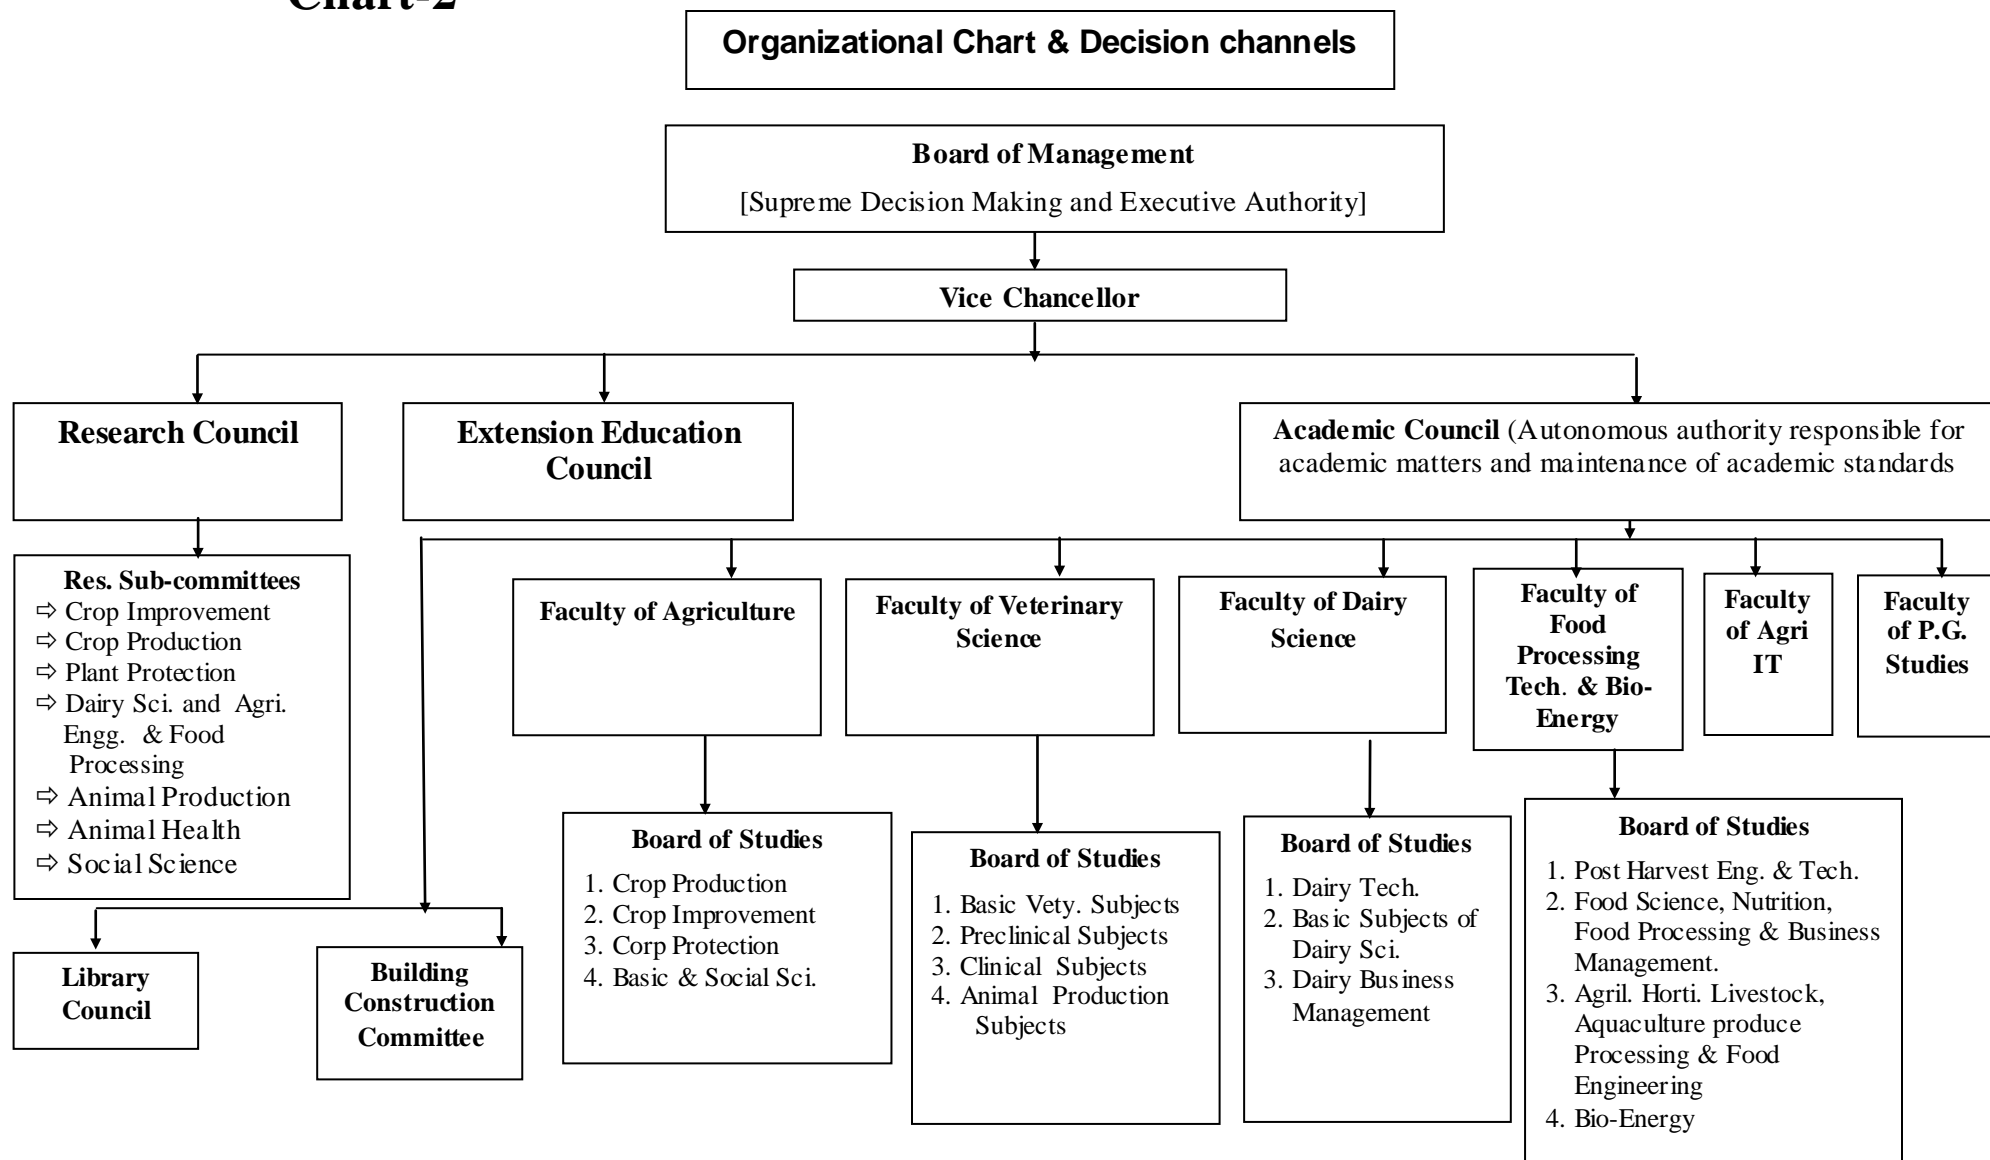 Chart-2
Organizational Chart & Decision channels
Board of Management
[Supreme Decision Making and Executive Authority]
Vice Chancellor
Research Council
Extension Education
Council
Academic Council (Autonomous authority responsible for
academic matters and maintenance of academic standards
Res. Sub-committees
⇨ Crop Improvement
⇨ Crop Production
⇨ Plant Protection
⇨ Dairy Sci. and Agri.
Engg. & Food
Processing
⇨ Animal Production
⇨ Animal Health
⇨ Social Science
Faculty of Agriculture
Faculty of Veterinary
Science
Faculty of Dairy
Science
Faculty of
Food
Processing
Tech. & Bio-
Energy
Faculty
of Agri
IT
Faculty
of P.G.
Studies
Library
Council
Building
Construction
Committee
Board of Studies
1. Crop Production
2. Crop Improvement
3. Corp Protection
4. Basic & Social Sci.
Board of Studies
1. Basic Vety. Subjects
2. Preclinical Subjects
3. Clinical Subjects
4. Animal Production
Subjects
Board of Studies
1. Dairy Tech.
2. Basic Subjects of
Dairy Sci.
3. Dairy Business
Management
Board of Studies
1. Post Harvest Eng. & Tech.
2. Food Science, Nutrition,
Food Processing & Business
Management.
3. Agril. Horti. Livestock,
Aquaculture produce
Processing & Food
Engineering
4. Bio-Energy